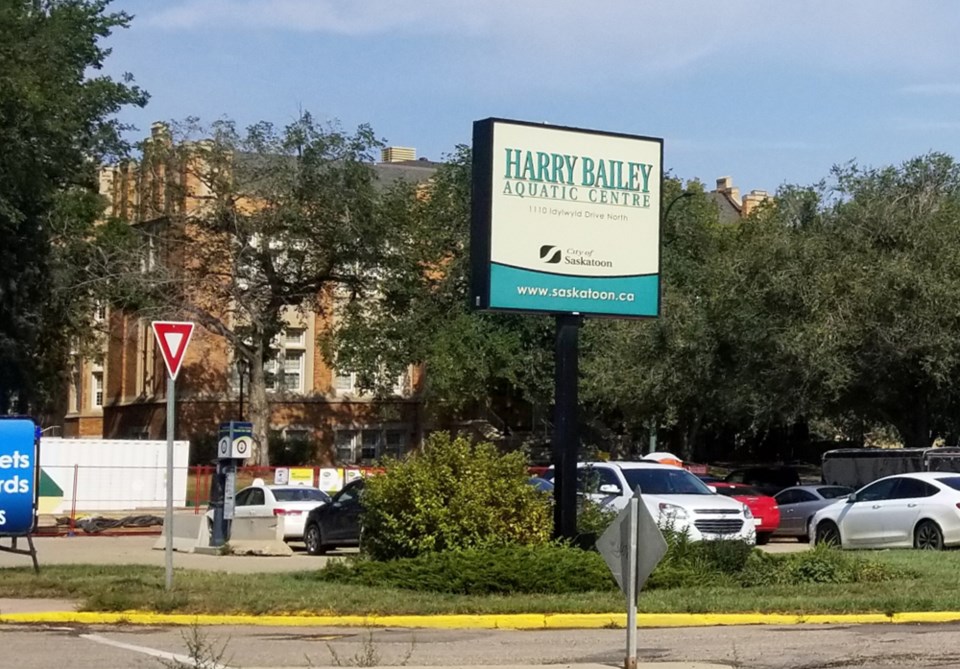 HARRY BAILEY
AQUATIC CENTRE
1110 Idylwyld Drive North
City of
Saskatoon
www.saskatoon.ca
ets
rds
s